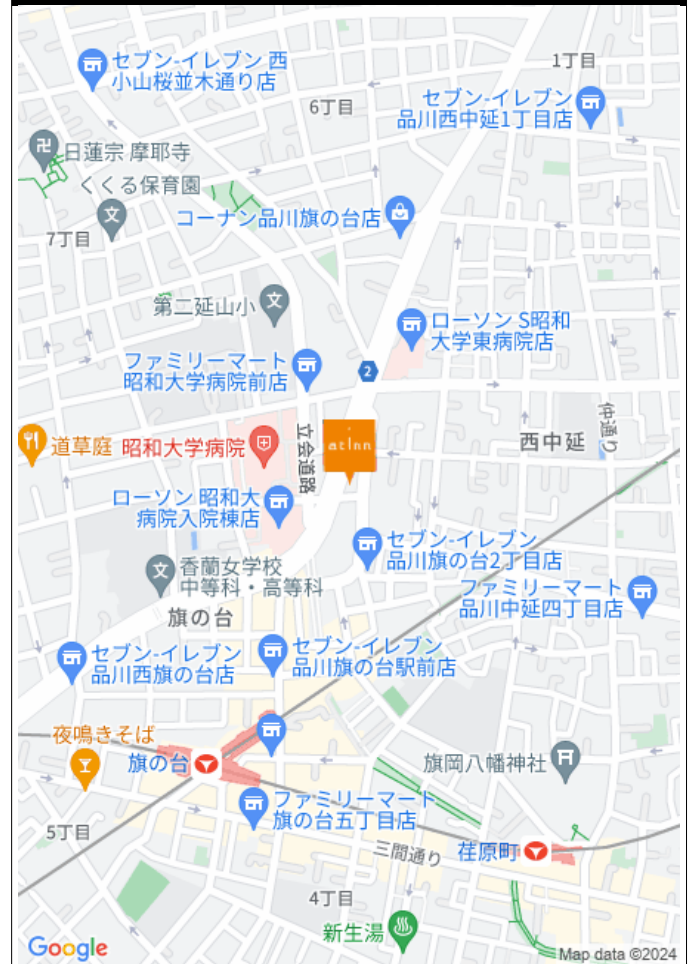 セブン-イレブン 西
小山桜並木通り店
1丁目
6丁目
セブン-イレブン
品川西中延1丁目店
日蓮宗 摩耶寺
くくる保育園
コーナン品川旗の台店
7丁目
第二延山小
ローソン S昭和
大学東病院店
ファミリーマート
昭和大学病院前店
2
道草庭
昭和大学病院
立会道路
at inn
西中延
仲通り
ローソン 昭和大
病院入院棟店
セブン-イレブン
品川旗の台2丁目店
香蘭女学校
中等科・高等科
ファミリーマート
品川中延四丁目店
旗の台
セブン-イレブン
品川西旗の台店
セブン-イレブン
品川旗の台駅前店
夜鳴きそば
旗の台
旗岡八幡神社
ファミリーマート
旗の台五丁目店
5丁目
三間通り
荏原町
4丁目
新生湯
Google
Map data ©2024